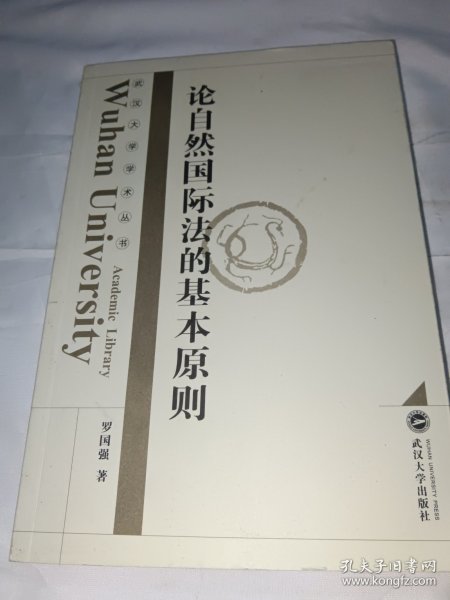 武汉大学学术丛书
Wuhan University
Academic Library
论自然国际法的基本原则
罗国强 著
武汉大学出版社
WUHAN UNIVERSITY PRESS
孔夫子旧书网
www.kongfz.com